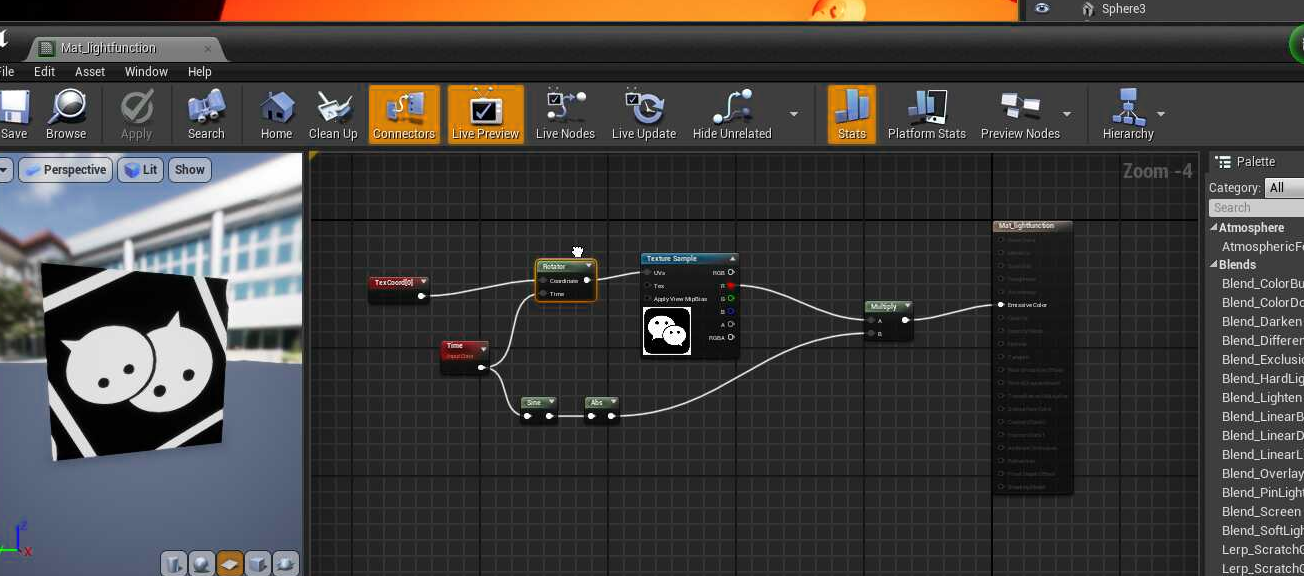 Sphere3
Mat_lightfunction
File Edit Asset Window Help
Save Browse Apply Search Home Clean Up Connectors Live Preview Live Nodes Live Update Hide Unrelated Stats Platform Stats Preview Nodes Hierarchy
Perspective Lit Show
Zoom -4
Palette
Category: All
Search
Atmosphere
AtmosphericFo
Blends
Blend_ColorBu
Blend_ColorDo
Blend_Darken
Blend_Differen
Blend_Exclusio
Blend_HardLig
Blend_Lighten
Blend_LinearB
Blend_LinearD
Blend_LinearL
Blend_Overlay
Blend_PinLight
Blend_Screen
Blend_SoftLigh
Lerp_ScratchG
Lerp_ScratchG
TexCoord[0]
Rotator
Coordinate
Time
Time
Input Data
Sine
Abs
Texture Sample
UVs RGB
Tex R
Apply View MipBias G
B
A
RGBA
Multiply
A
B
Mat_lightfunction
Emissive Color
Z
X